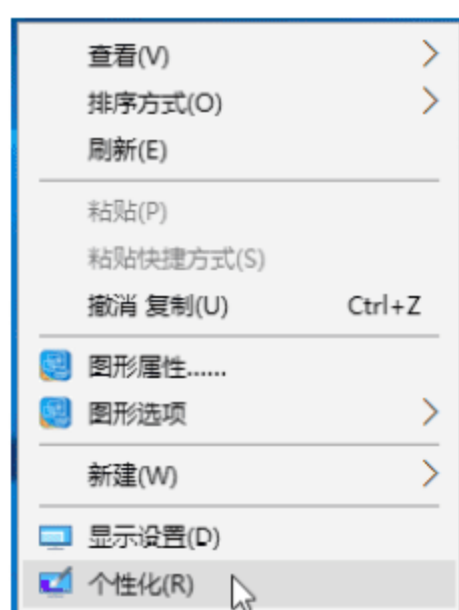 查看(V)
排序方式(O)
刷新(E)
粘贴(P)
粘贴快捷方式(S)
撤消 复制(U) Ctrl+Z
图形属性......
图形选项
新建(W)
显示设置(D)
个性化(R)